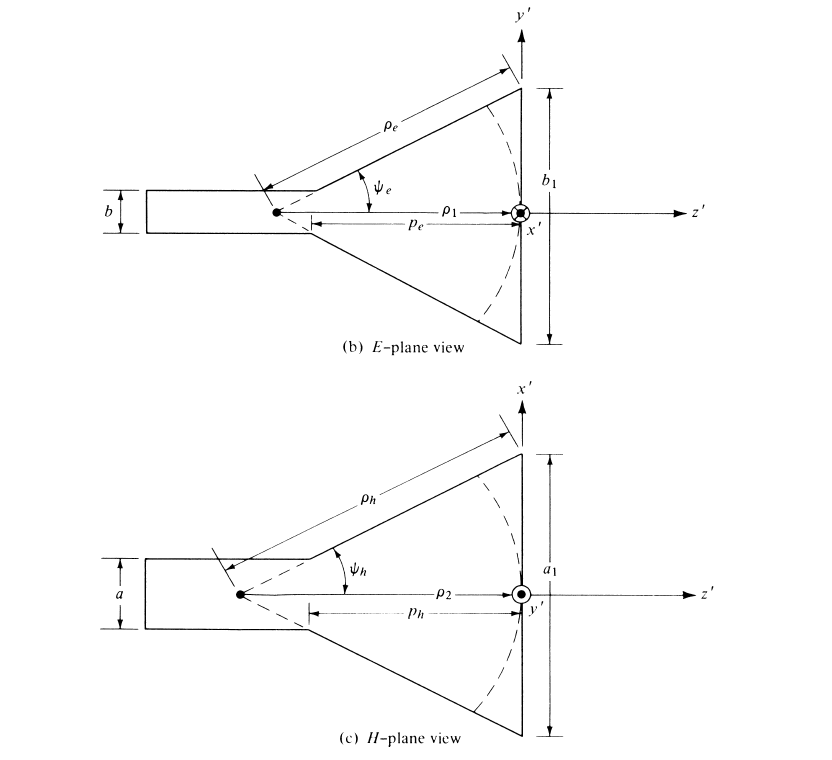 y'
ρe
ψe
b1
b
ρ1
z'
pe
x'
(b) E-plane view
x'
ρh
ψh
a1
a
ρ2
z'
ph
y'
(c) H-plane view